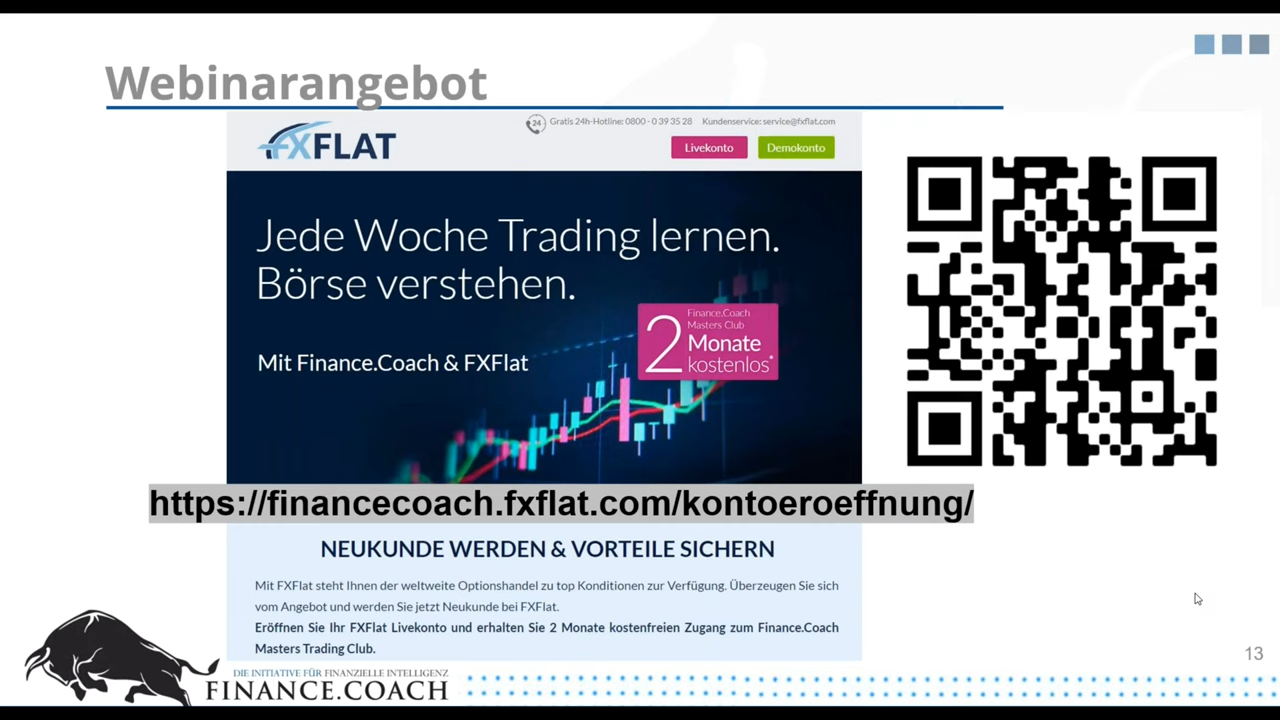 Webinarangebot
24
Gratis 24h-Hotline: 0800 - 0 39 35 28 Kundenservice: service@fxflat.com
FXFLAT
Livekonto Demokonto
Jede Woche Trading lernen.
Börse verstehen.
Finance.Coach
Masters Club
2 Monate
kostenlos*
Mit Finance.Coach & FXFlat
https://financecoach.fxflat.com/kontoeroeffnung/
NEUKUNDE WERDEN & VORTEILE SICHERN
Mit FXFlat steht Ihnen der weltweite Optionshandel zu top Konditionen zur Verfügung. Überzeugen Sie sich
vom Angebot und werden Sie jetzt Neukunde bei FXFlat.
Eröffnen Sie Ihr FXFlat Livekonto und erhalten Sie 2 Monate kostenfreien Zugang zum Finance.Coach
Masters Trading Club.
13
DIE INITIATIVE FÜR FINANZIELLE INTELLIGENZ
FINANCE.COACH